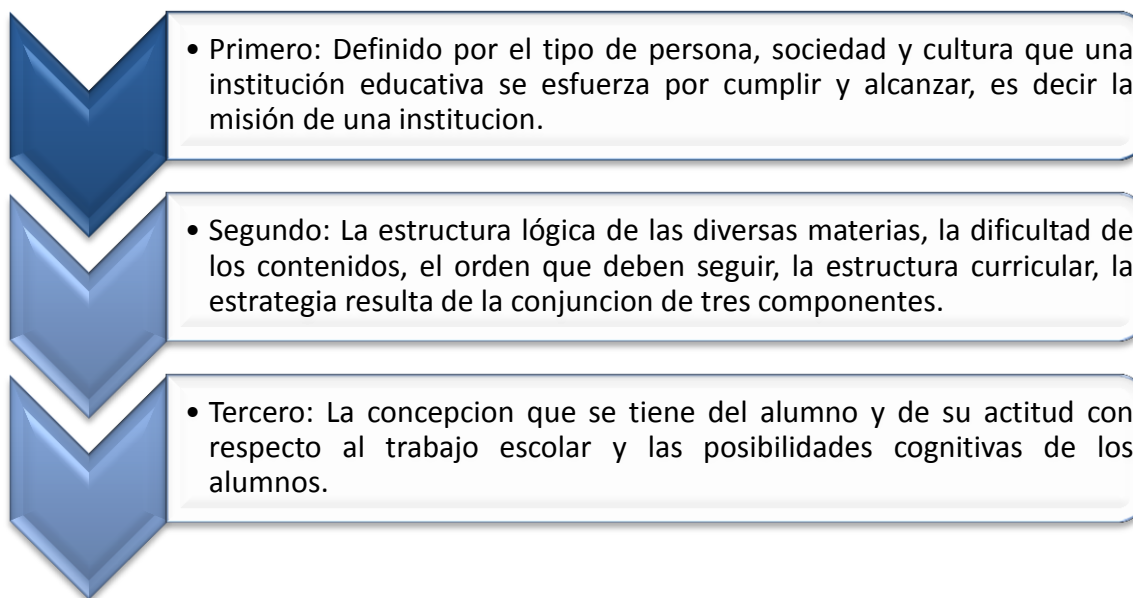 • Primero: Definido por el tipo de persona, sociedad y cultura que una
institución educativa se esfuerza por cumplir y alcanzar, es decir la
misión de una institucion.
• Segundo: La estructura lógica de las diversas materias, la dificultad de
los contenidos, el orden que deben seguir, la estructura curricular, la
estrategia resulta de la conjuncion de tres componentes.
• Tercero: La concepcion que se tiene del alumno y de su actitud con
respecto al trabajo escolar y las posibilidades cognitivas de los
alumnos.